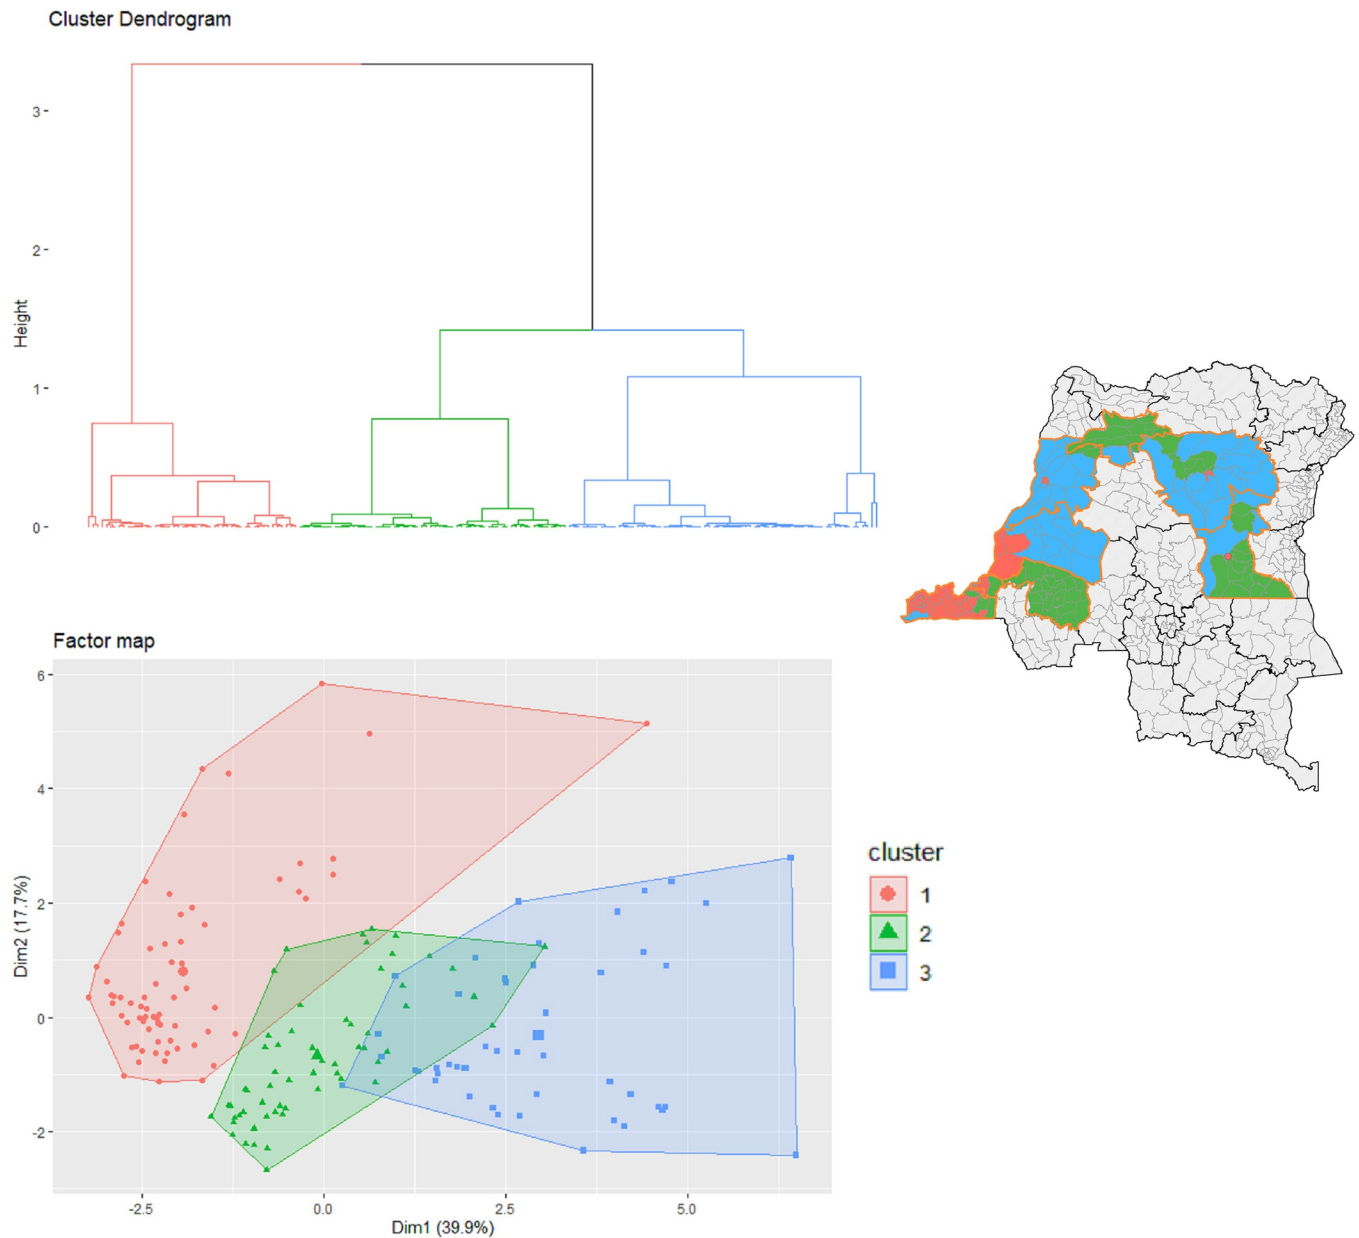 Cluster Dendrogram
3
2
1
0
Height
Factor map
6
4
2
0
-2
Dim2 (17.7%)
-2.5
0.0
2.5
5.0
Dim1 (39.9%)
cluster
1
2
3